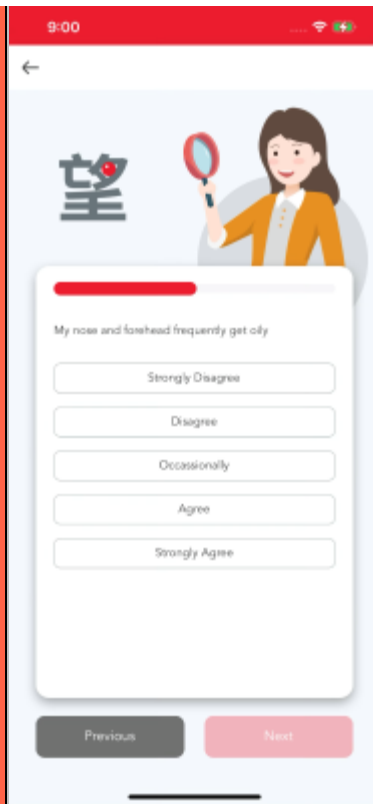 9:00
望
My nose and forehead frequently get oily
Strongly Disagree
Disagree
Occassionally
Agree
Strongly Agree
Previous
Next